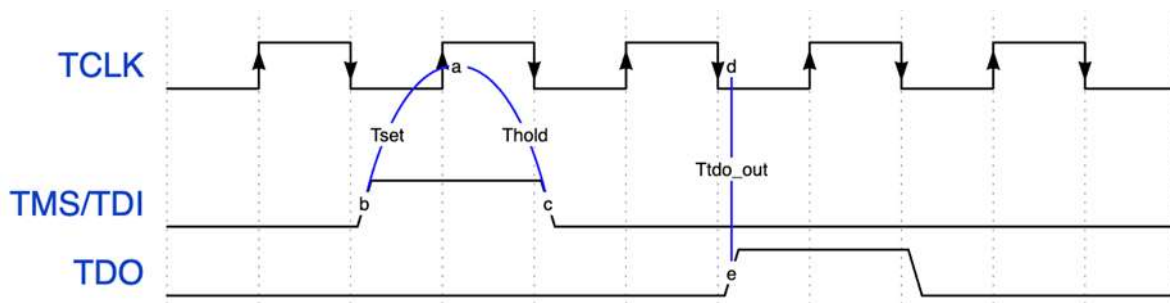 TCLK
a
d
Tset
Thold
Ttdo_out
TMS/TDI
b
c
TDO
e